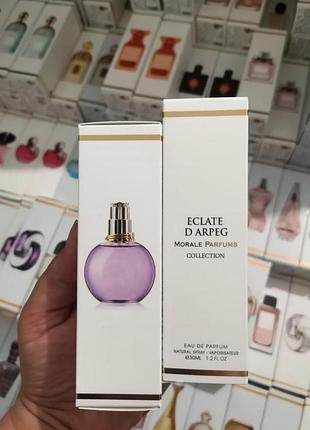 ECLATE
D ARPEG
MORALE PARFUMS
COLLECTION
EAU DE PARFUM
NATURAL SPRAY - VAPORISATEUR
℮30ML 1.2 FL.OZ